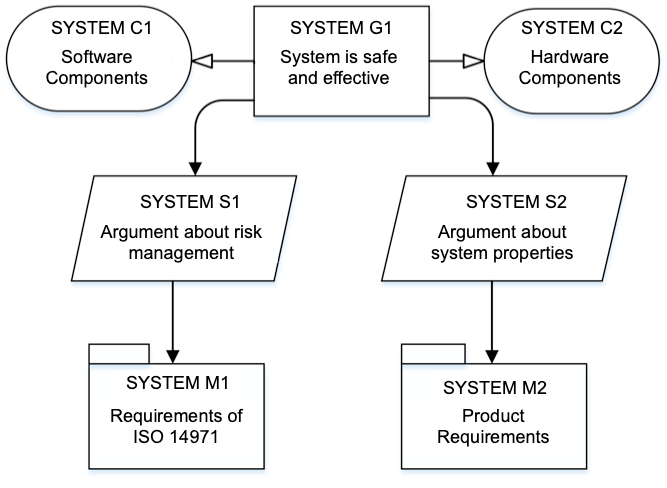 SYSTEM C1
Software
Components
SYSTEM G1
System is safe
and effective
SYSTEM C2
Hardware
Components
SYSTEM S1
Argument about risk
management
SYSTEM S2
Argument about
system properties
SYSTEM M1
Requirements of
ISO 14971
SYSTEM M2
Product
Requirements